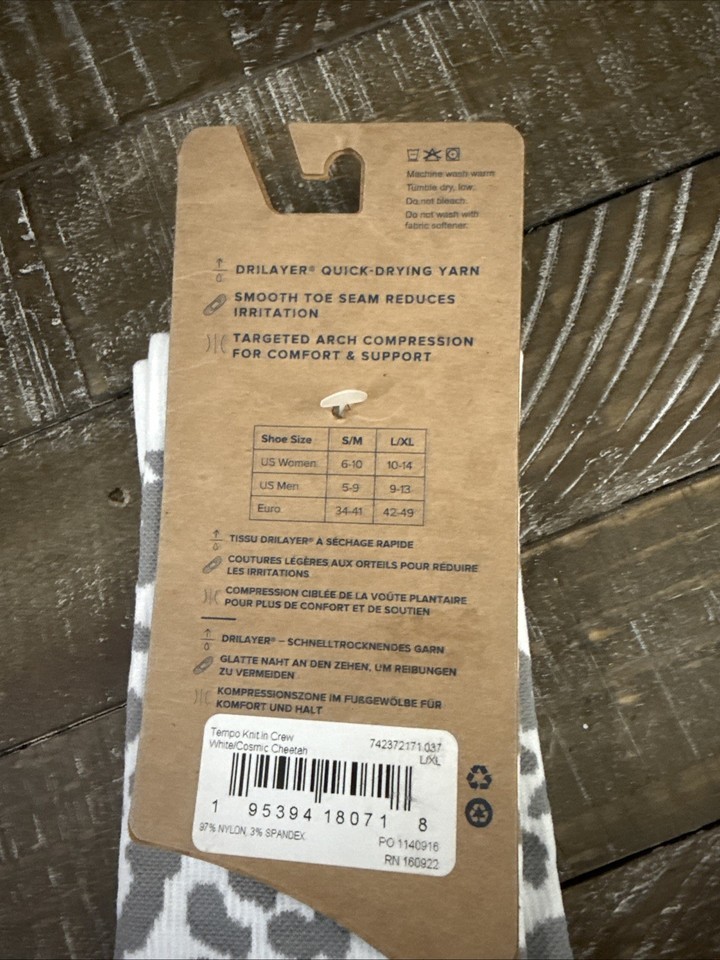 Machine wash warm
Tumble dry, low.
Do not bleach.
Do not wash with
fabric softener.
DRILAYER® QUICK-DRYING YARN
SMOOTH TOE SEAM REDUCES
IRRITATION
TARGETED ARCH COMPRESSION
FOR COMFORT & SUPPORT
Shoe Size S/M L/XL
US Women 6-10 10-14
US Men 5-9 9-13
Euro 34-41 42-49
TISSU DRILAYER® À SÉCHAGE RAPIDE
COUTURES LÉGÈRES AUX ORTEILS POUR RÉDUIRE
LES IRRITATIONS
COMPRESSION CIBLÉE DE LA VOÛTE PLANTAIRE
POUR PLUS DE CONFORT ET DE SOUTIEN
DRILAYER® – SCHNELLTROCKNENDES GARN
GLATTE NAHT AN DEN ZEHEN, UM REIBUNGEN
ZU VERMEIDEN
KOMPRESSIONSZONE IM FUßGEWÖLBE FÜR
KOMFORT UND HALT
Tempo Knit In Crew 742372171.037
White/Cosmic Cheetah L/XL
1 95394 18071 8
97% NYLON, 3% SPANDEX
PO 1140916
RN 160922